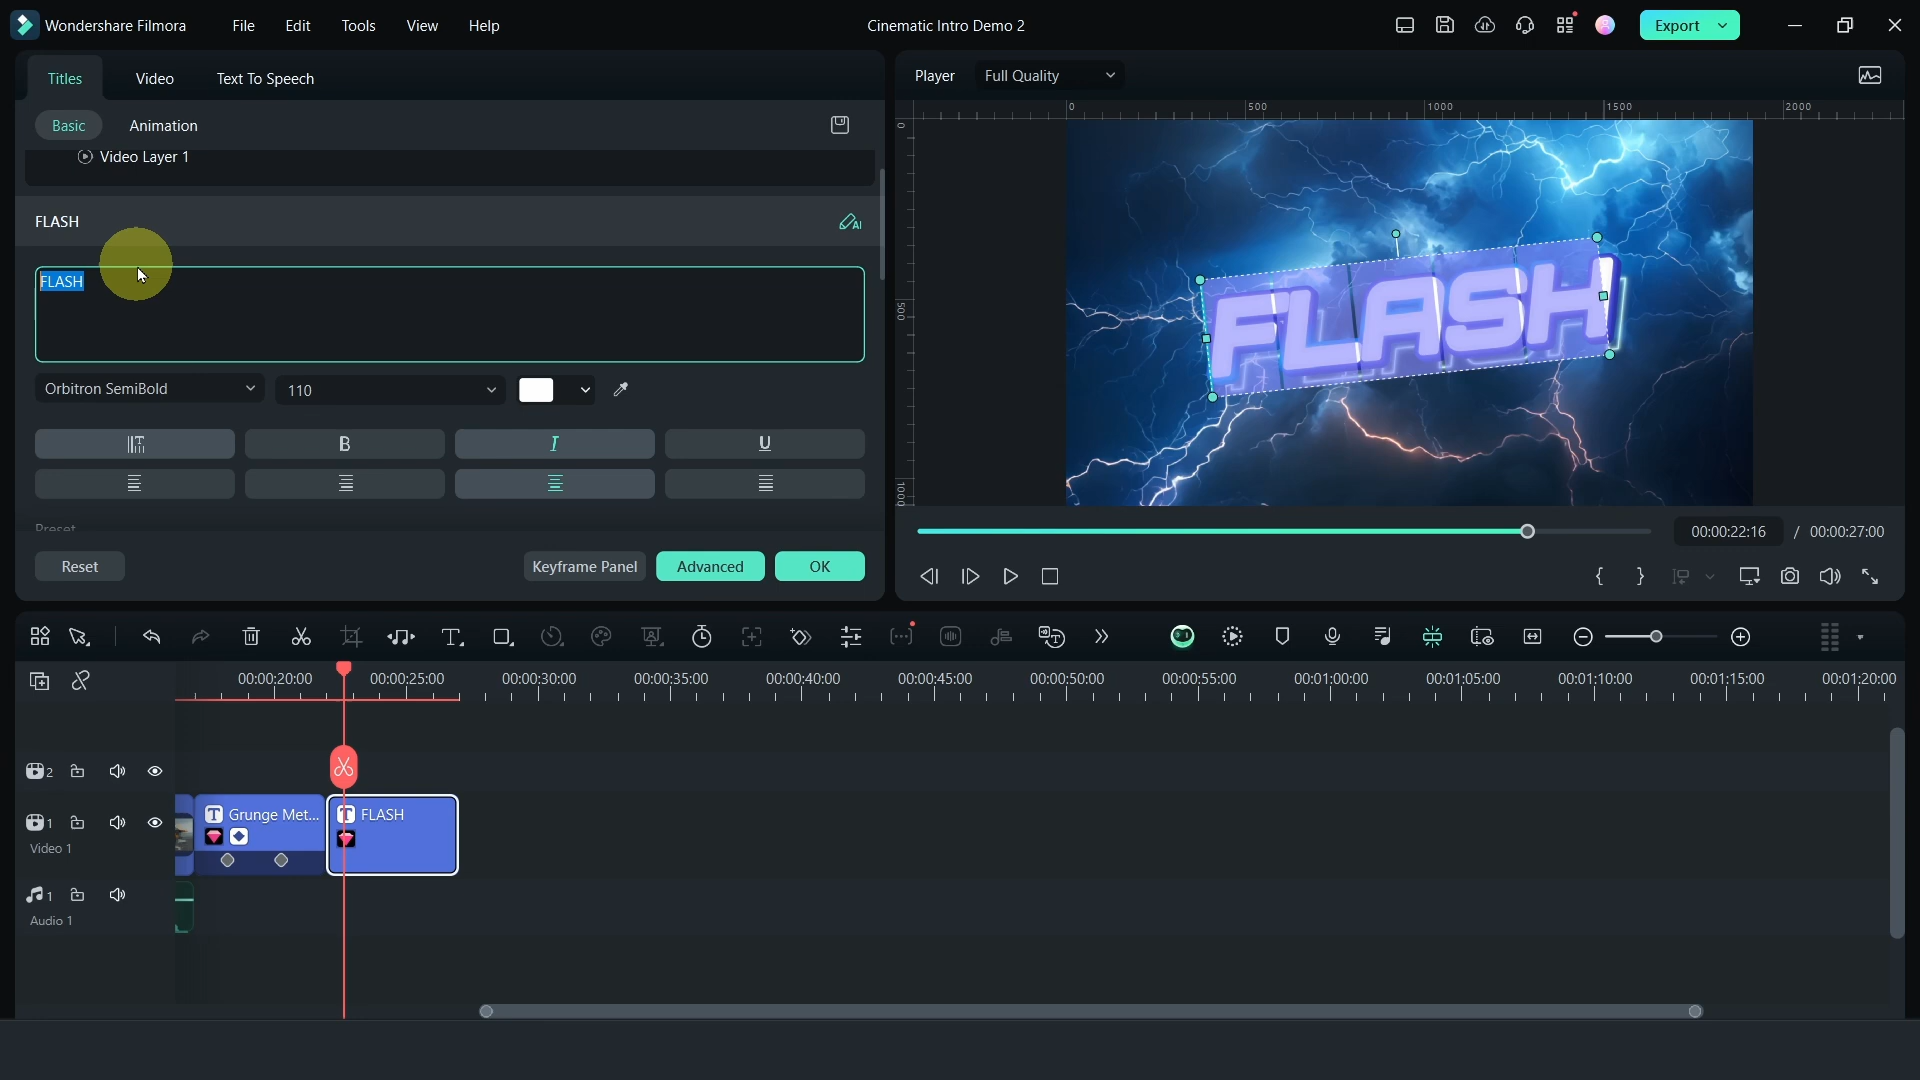 Wondershare Filmora
File
Edit
Tools
View
Help
Cinematic Intro Demo 2
Export
Titles
Video
Text To Speech
Player
Full Quality
Basic
Animation
0
500
1000
1500
2000
Video Layer 1
0
500
1000
FLASH
AI
FLASH
FLASH
Orbitron SemiBold
110
B
I
U
Preset
Reset
Keyframe Panel
Advanced
OK
00:00:22:16 / 00:00:27:00
00:00:20:00
00:00:25:00
00:00:30:00
00:00:35:00
00:00:40:00
00:00:45:00
00:00:50:00
00:00:55:00
00:01:00:00
00:01:05:00
00:01:10:00
00:01:15:00
00:01:20:00
2
1
Video 1
T Grunge Met...
T FLASH
1
Audio 1